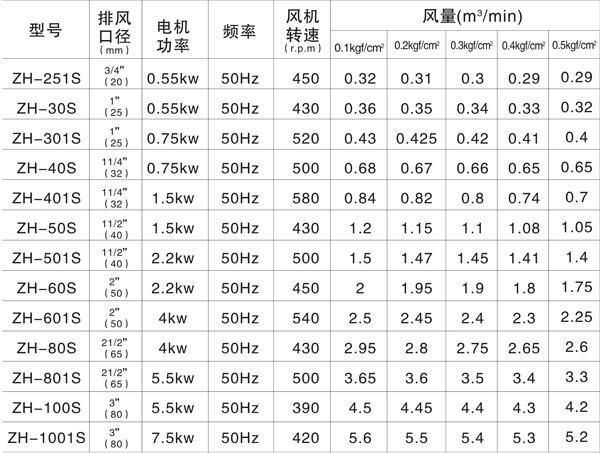 型号 排风口径(mm) 电机功率 频率 风机转速(r.p.m) 风量(m³/min)
0.1kgf/cm² 0.2kgf/cm² 0.3kgf/cm² 0.4kgf/cm² 0.5kgf/cm²
ZH-251S 3/4"(20) 0.55kw 50Hz 450 0.32 0.31 0.3 0.29 0.29
ZH-30S 1"(25) 0.55kw 50Hz 430 0.36 0.35 0.34 0.33 0.32
ZH-301S 1"(25) 0.75kw 50Hz 520 0.43 0.425 0.42 0.41 0.4
ZH-40S 11/4"(32) 0.75kw 50Hz 500 0.68 0.67 0.66 0.65 0.65
ZH-401S 11/4"(32) 1.5kw 50Hz 580 0.84 0.82 0.8 0.74 0.7
ZH-50S 11/2"(40) 1.5kw 50Hz 430 1.2 1.15 1.1 1.08 1.05
ZH-501S 11/2"(40) 2.2kw 50Hz 500 1.5 1.47 1.45 1.41 1.4
ZH-60S 2"(50) 2.2kw 50Hz 450 2 1.95 1.9 1.8 1.75
ZH-601S 2"(50) 4kw 50Hz 540 2.5 2.45 2.4 2.3 2.25
ZH-80S 21/2"(65) 4kw 50Hz 430 2.95 2.8 2.75 2.65 2.6
ZH-801S 21/2"(65) 5.5kw 50Hz 500 3.65 3.6 3.5 3.4 3.3
ZH-100S 3"(80) 5.5kw 50Hz 390 4.5 4.45 4.4 4.3 4.2
ZH-1001S 3"(80) 7.5kw 50Hz 420 5.6 5.5 5.4 5.3 5.2